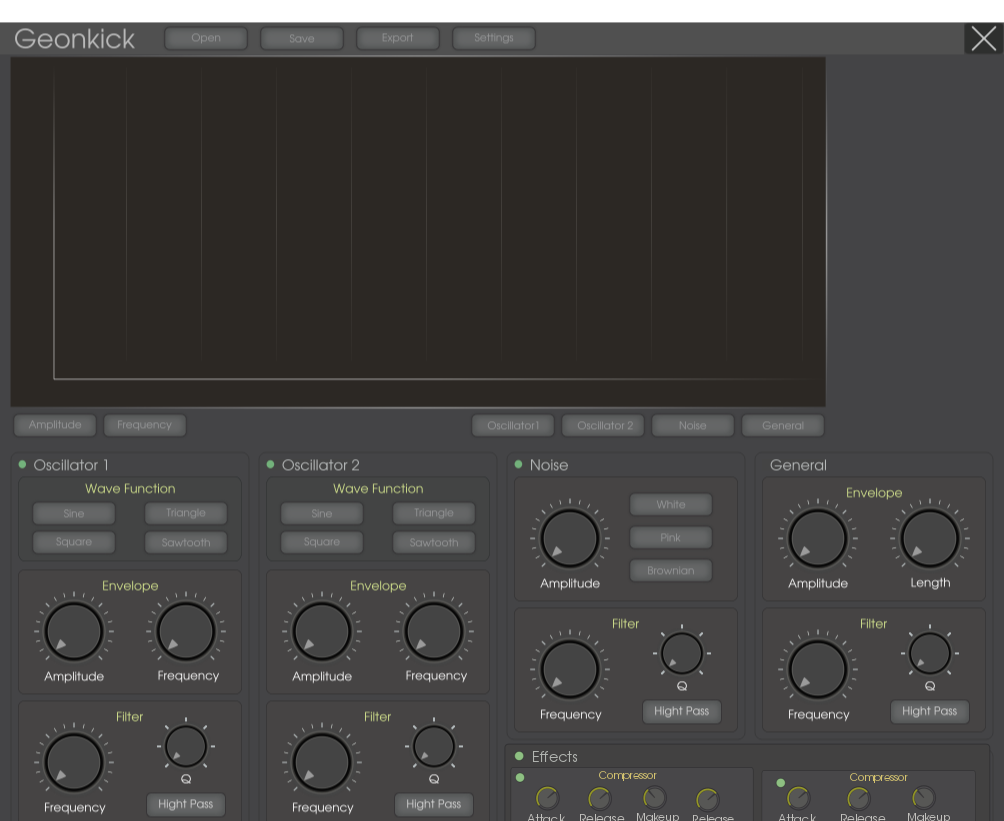 Geonkick Open Save Export Settings
Amplitude Frequency Oscillator1 Oscillator 2 Noise General
Oscillator 1
Wave Function
Sine Triangle
Square Sawtooth
Envelope
Amplitude Frequency
Filter
Q
Frequency Hight Pass
Oscillator 2
Wave Function
Sine Triangle
Square Sawtooth
Envelope
Amplitude Frequency
Filter
Q
Frequency Hight Pass
Noise
White
Pink
Brownian
Amplitude
Filter
Q
Frequency Hight Pass
General
Envelope
Amplitude Length
Filter
Q
Frequency Hight Pass
Effects
Compressor
Attack Release Makeup Release
Compressor
Attack Release Makeup